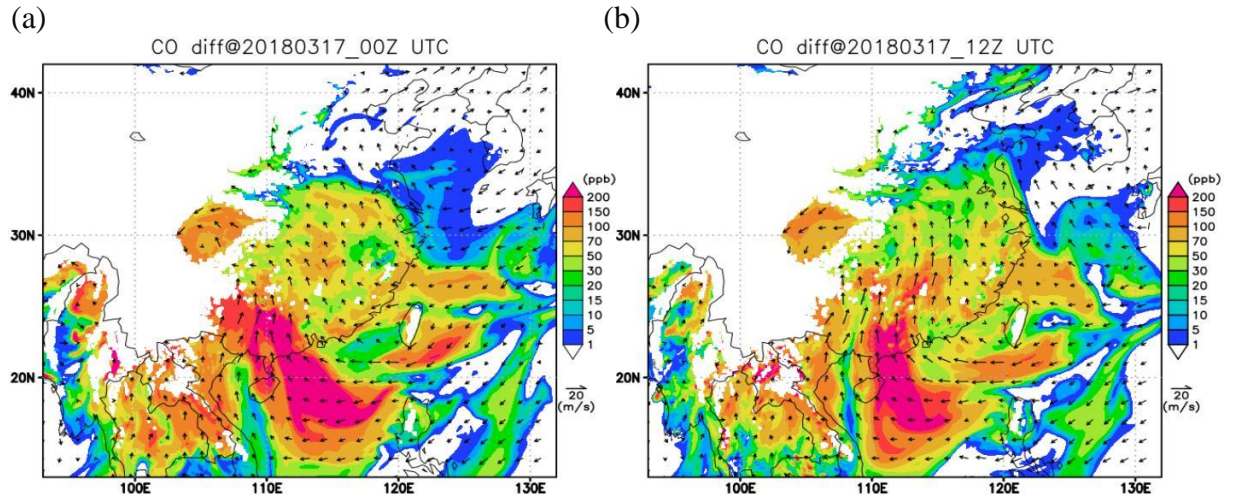 (a)
CO diff@20180317_00Z UTC
40N
30N
20N
100E 110E 120E 130E
(ppb)
200
150
100
70
50
30
20
15
10
5
1
20
(m/s)
(b)
CO diff@20180317_12Z UTC
40N
30N
20N
100E 110E 120E 130E
(ppb)
200
150
100
70
50
30
20
15
10
5
1
20
(m/s)